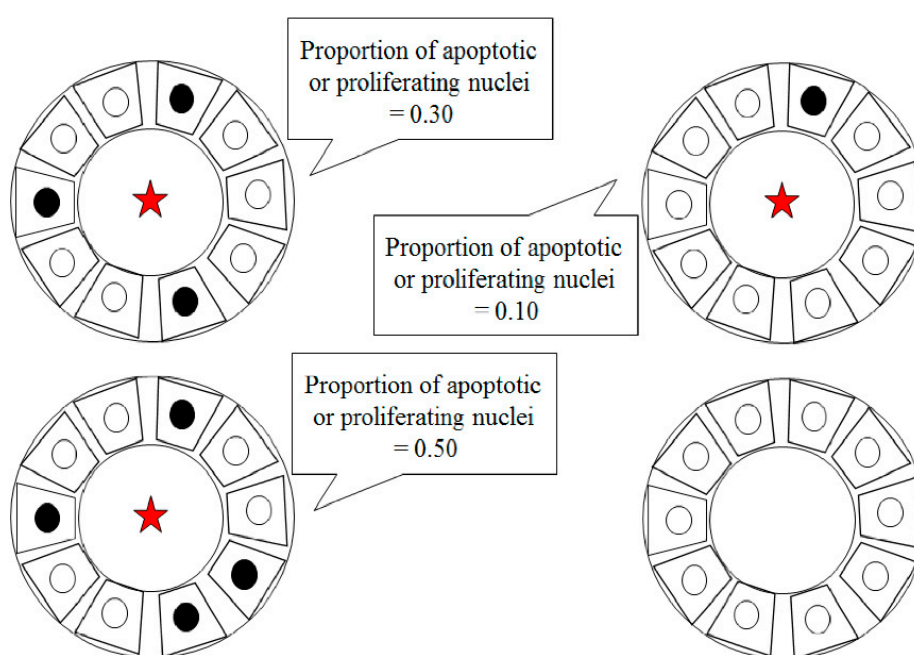 Proportion of apoptotic
or proliferating nuclei
= 0.30
Proportion of apoptotic
or proliferating nuclei
= 0.10
Proportion of apoptotic
or proliferating nuclei
= 0.50